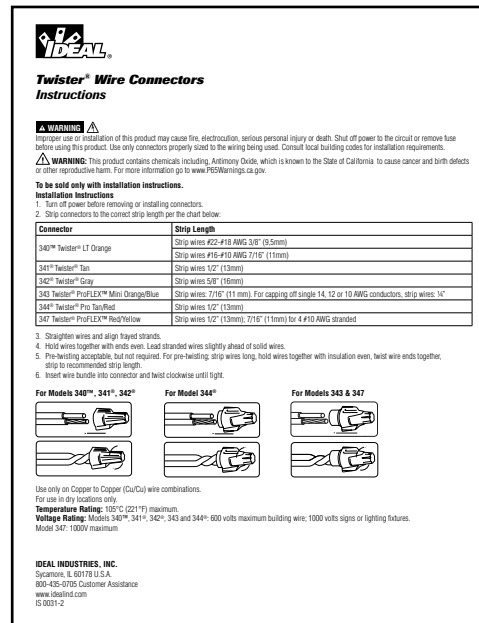 IDEAL®
Twister® Wire Connectors
Instructions
WARNING
Improper use or installation of this product may cause fire, electrocution, serious personal injury or death. Shut off power to the circuit or remove fuse
before using this product. Use only connectors properly sized to the wiring being used. Consult local building codes for installation requirements.
WARNING: This product contains chemicals including, Antimony Oxide, which is known to the State of California to cause cancer and birth defects
or other reproductive harm. For more information go to www.P65Warnings.ca.gov.
To be sold only with installation instructions.
Installation Instructions
1. Turn off power before removing or installing connectors.
2. Strip connectors to the correct strip length per the chart below:
Connector Strip Length
340™ Twister® LT Orange Strip wires #22-#18 AWG 3/8" (9,5mm)
Strip wires #16-#10 AWG 7/16" (11mm)
341® Twister® Tan Strip wires 1/2" (13mm)
342® Twister® Gray Strip wires 5/8" (16mm)
343 Twister® ProFLEX™ Mini Orange/Blue Strip wires: 7/16" (11 mm). For capping off single 14, 12 or 10 AWG conductors, strip wires: ¼"
344® Twister® Pro Tan/Red Strip wires 1/2" (13mm)
347 Twister® ProFLEX™ Red/Yellow Strip wires 1/2" (13mm); 7/16" (11mm) for 4 #10 AWG stranded
3. Straighten wires and align frayed strands.
4. Hold wires together with ends even. Lead stranded wires slightly ahead of solid wires.
5. Pre-twisting acceptable, but not required. For pre-twisting; strip wires long, hold wires together with insulation even, twist wire ends together,
strip to recommended strip length.
6. Insert wire bundle into connector and twist clockwise until tight.
For Models 340™, 341®, 342® For Model 344® For Models 343 & 347
Use only on Copper to Copper (Cu/Cu) wire combinations.
For use in dry locations only.
Temperature Rating: 105°C (221°F) maximum.
Voltage Rating: Models 340™, 341®, 342®, 343 and 344®: 600 volts maximum building wire; 1000 volts signs or lighting fixtures.
Model 347: 1000V maximum
IDEAL INDUSTRIES, INC.
Sycamore, IL 60178 U.S.A.
800-435-0705 Customer Assistance
www.idealind.com
IS 0031-2